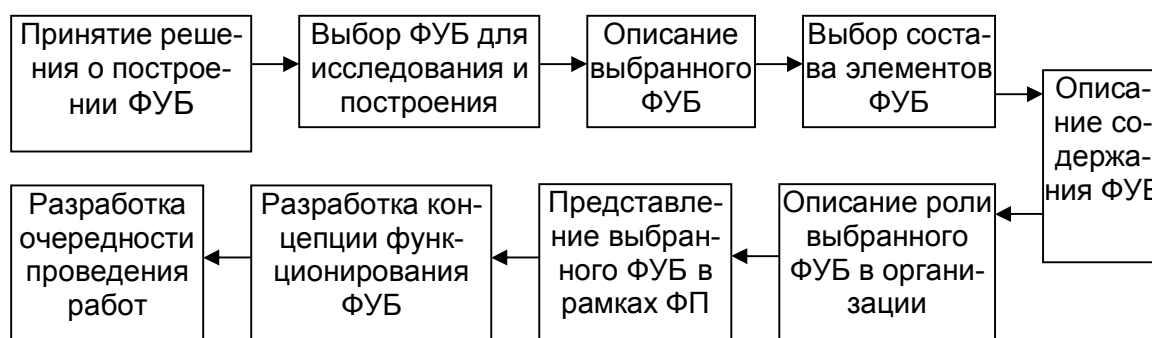 Принятие реше-
ния о построе-
нии ФУБ
Выбор ФУБ для
исследования и
построения
Описание
выбранного
ФУБ
Выбор соста-
ва элементов
ФУБ
Описа-
ние со-
держа-
ния ФУБ
Описание роли
выбранного
ФУБ в органи-
зации
Представле-
ние выбран-
ного ФУБ в
рамках ФП
Разработка кон-
цепции функ-
ционирования
ФУБ
Разработка
очередности
проведения
работ